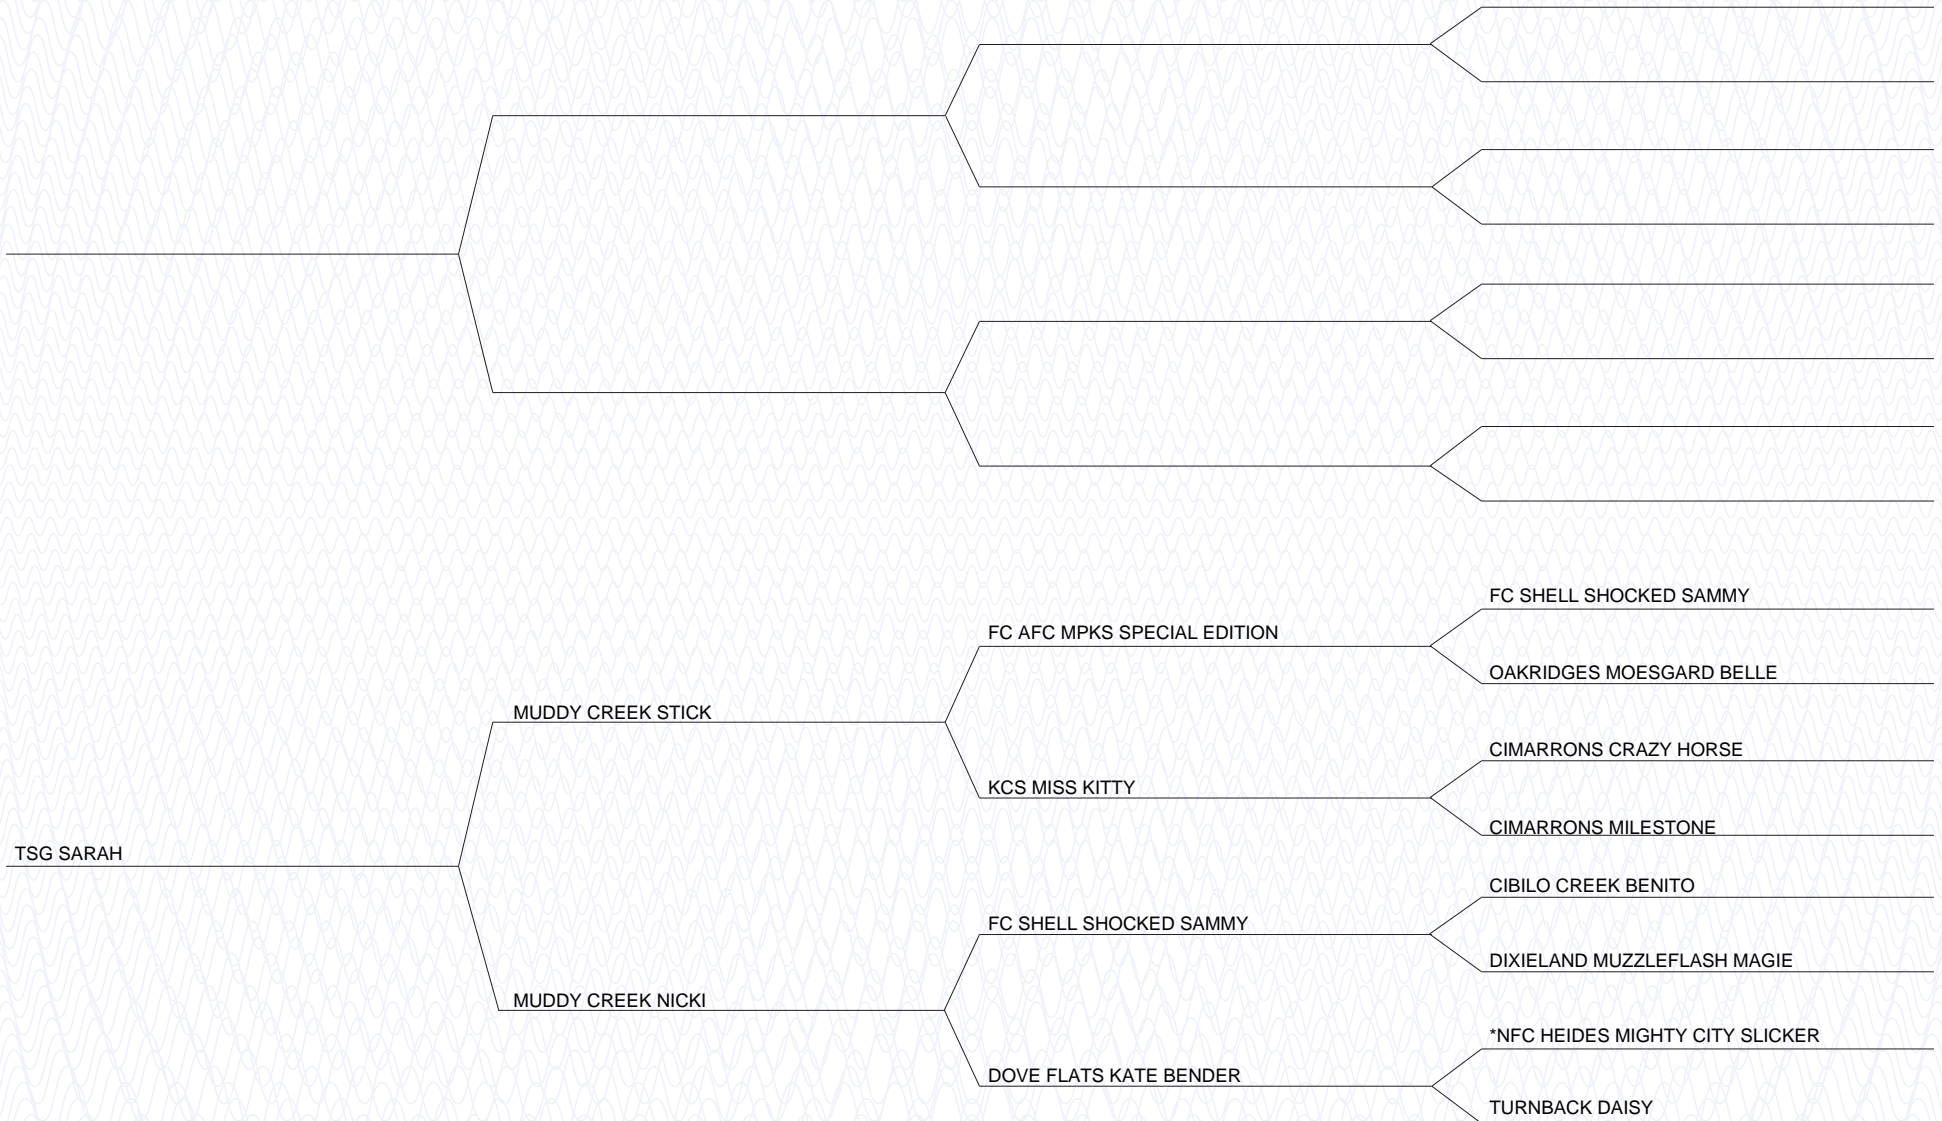 FC SHELL SHOCKED SAMMY
FC AFC MPKS SPECIAL EDITION
OAKRIDGES MOESGARD BELLE
MUDDY CREEK STICK
CIMARRONS CRAZY HORSE
KCS MISS KITTY
CIMARRONS MILESTONE
TSG SARAH
CIBILO CREEK BENITO
FC SHELL SHOCKED SAMMY
DIXIELAND MUZZLEFLASH MAGIE
MUDDY CREEK NICKI
*NFC HEIDES MIGHTY CITY SLICKER
DOVE FLATS KATE BENDER
TURNBACK DAISY